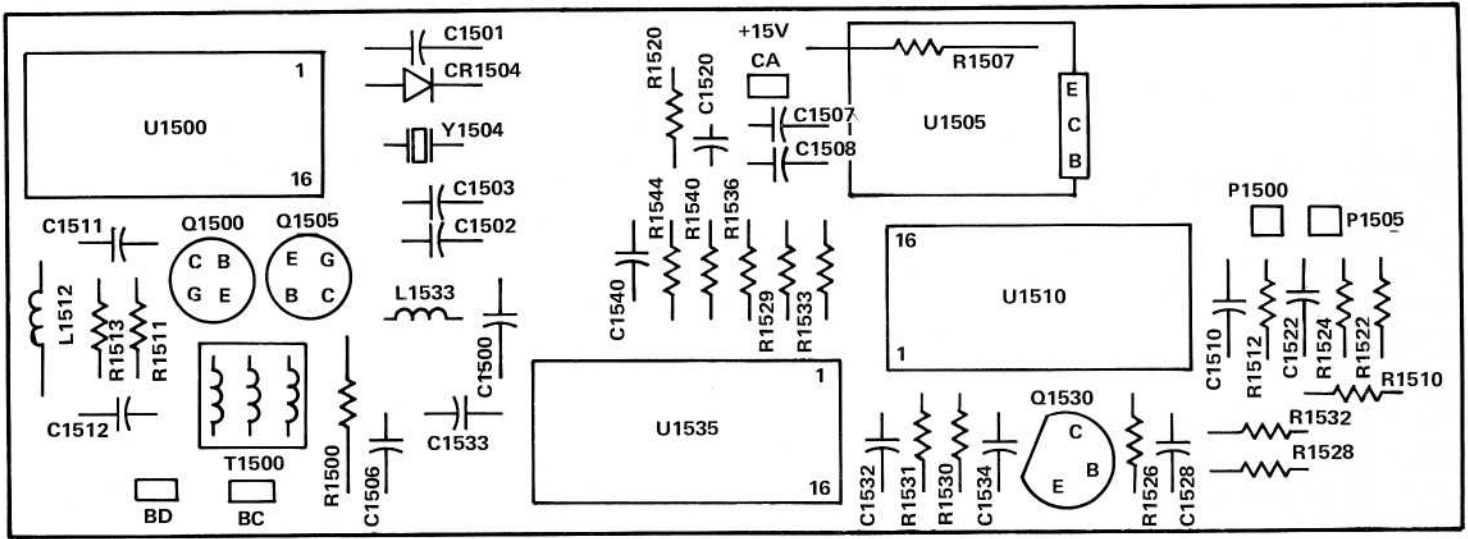 C1501
CR1504
Y1504
C1503
C1502
1
U1500
16
C1511
Q1500
Q1505
C B
G E
E G
B C
L1512
R1513
R1511
L1533
C1500
C1512
T1500
R1500
C1506
C1533
BD
BC
R1520
C1520
+15V
CA
C1507
C1508
R1507
U1505
E
C
B
R1544
R1540
R1536
C1540
R1529
R1533
16
U1510
1
P1500
P1505
C1510
R1512
C1522
R1524
R1522
R1510
R1532
R1528
1
U1535
16
Q1530
C
B
E
C1532
R1531
R1530
C1534
R1526
C1528